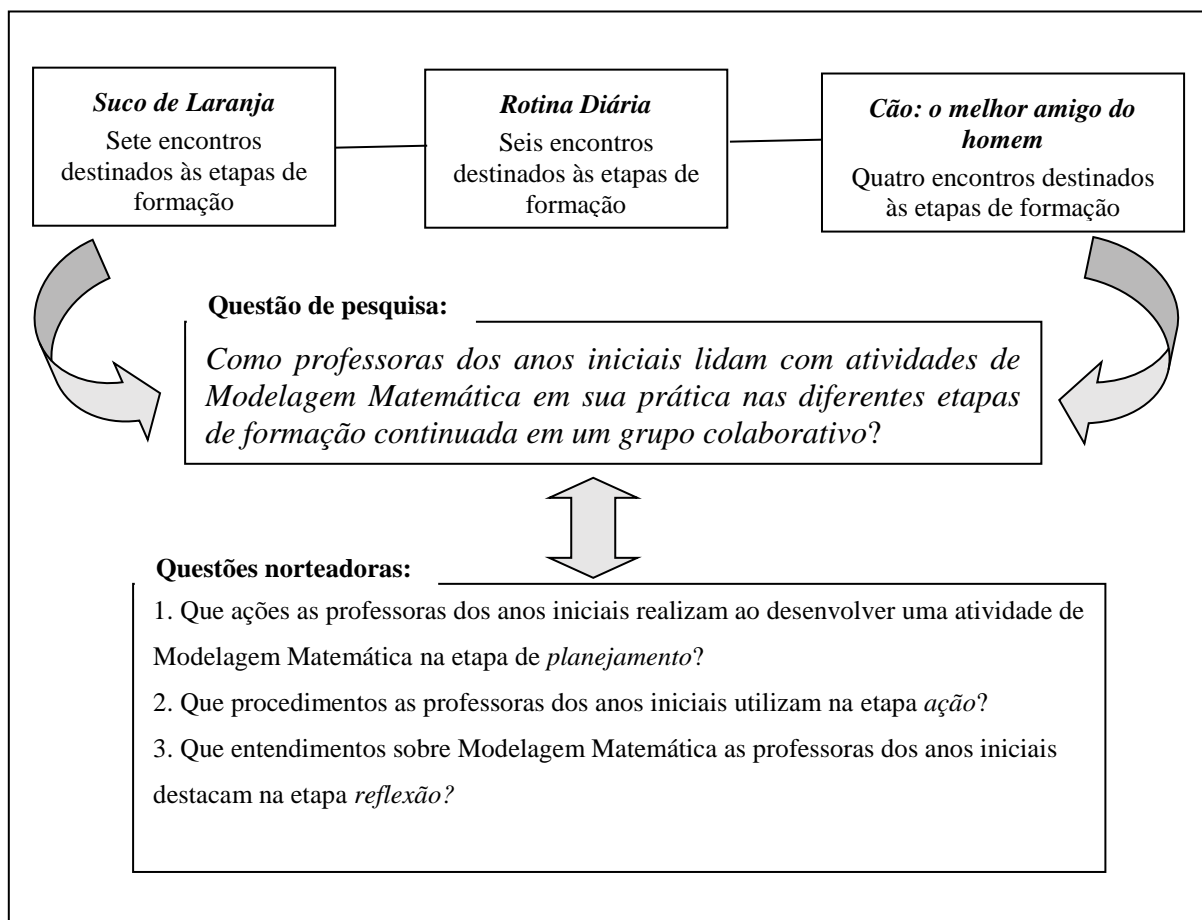 Suco de Laranja
Sete encontros
destinados às etapas de
formação
Rotina Diária
Seis encontros
destinados às etapas de
formação
Cão: o melhor amigo do
homem
Quatro encontros destinados
às etapas de formação
Questão de pesquisa:
Como professoras dos anos iniciais lidam com atividades de
Modelagem Matemática em sua prática nas diferentes etapas
de formação continuada em um grupo colaborativo?
Questões norteadoras:
1. Que ações as professoras dos anos iniciais realizam ao desenvolver uma atividade de
Modelagem Matemática na etapa de planejamento?
2. Que procedimentos as professoras dos anos iniciais utilizam na etapa ação?
3. Que entendimentos sobre Modelagem Matemática as professoras dos anos iniciais
destacam na etapa reflexão?